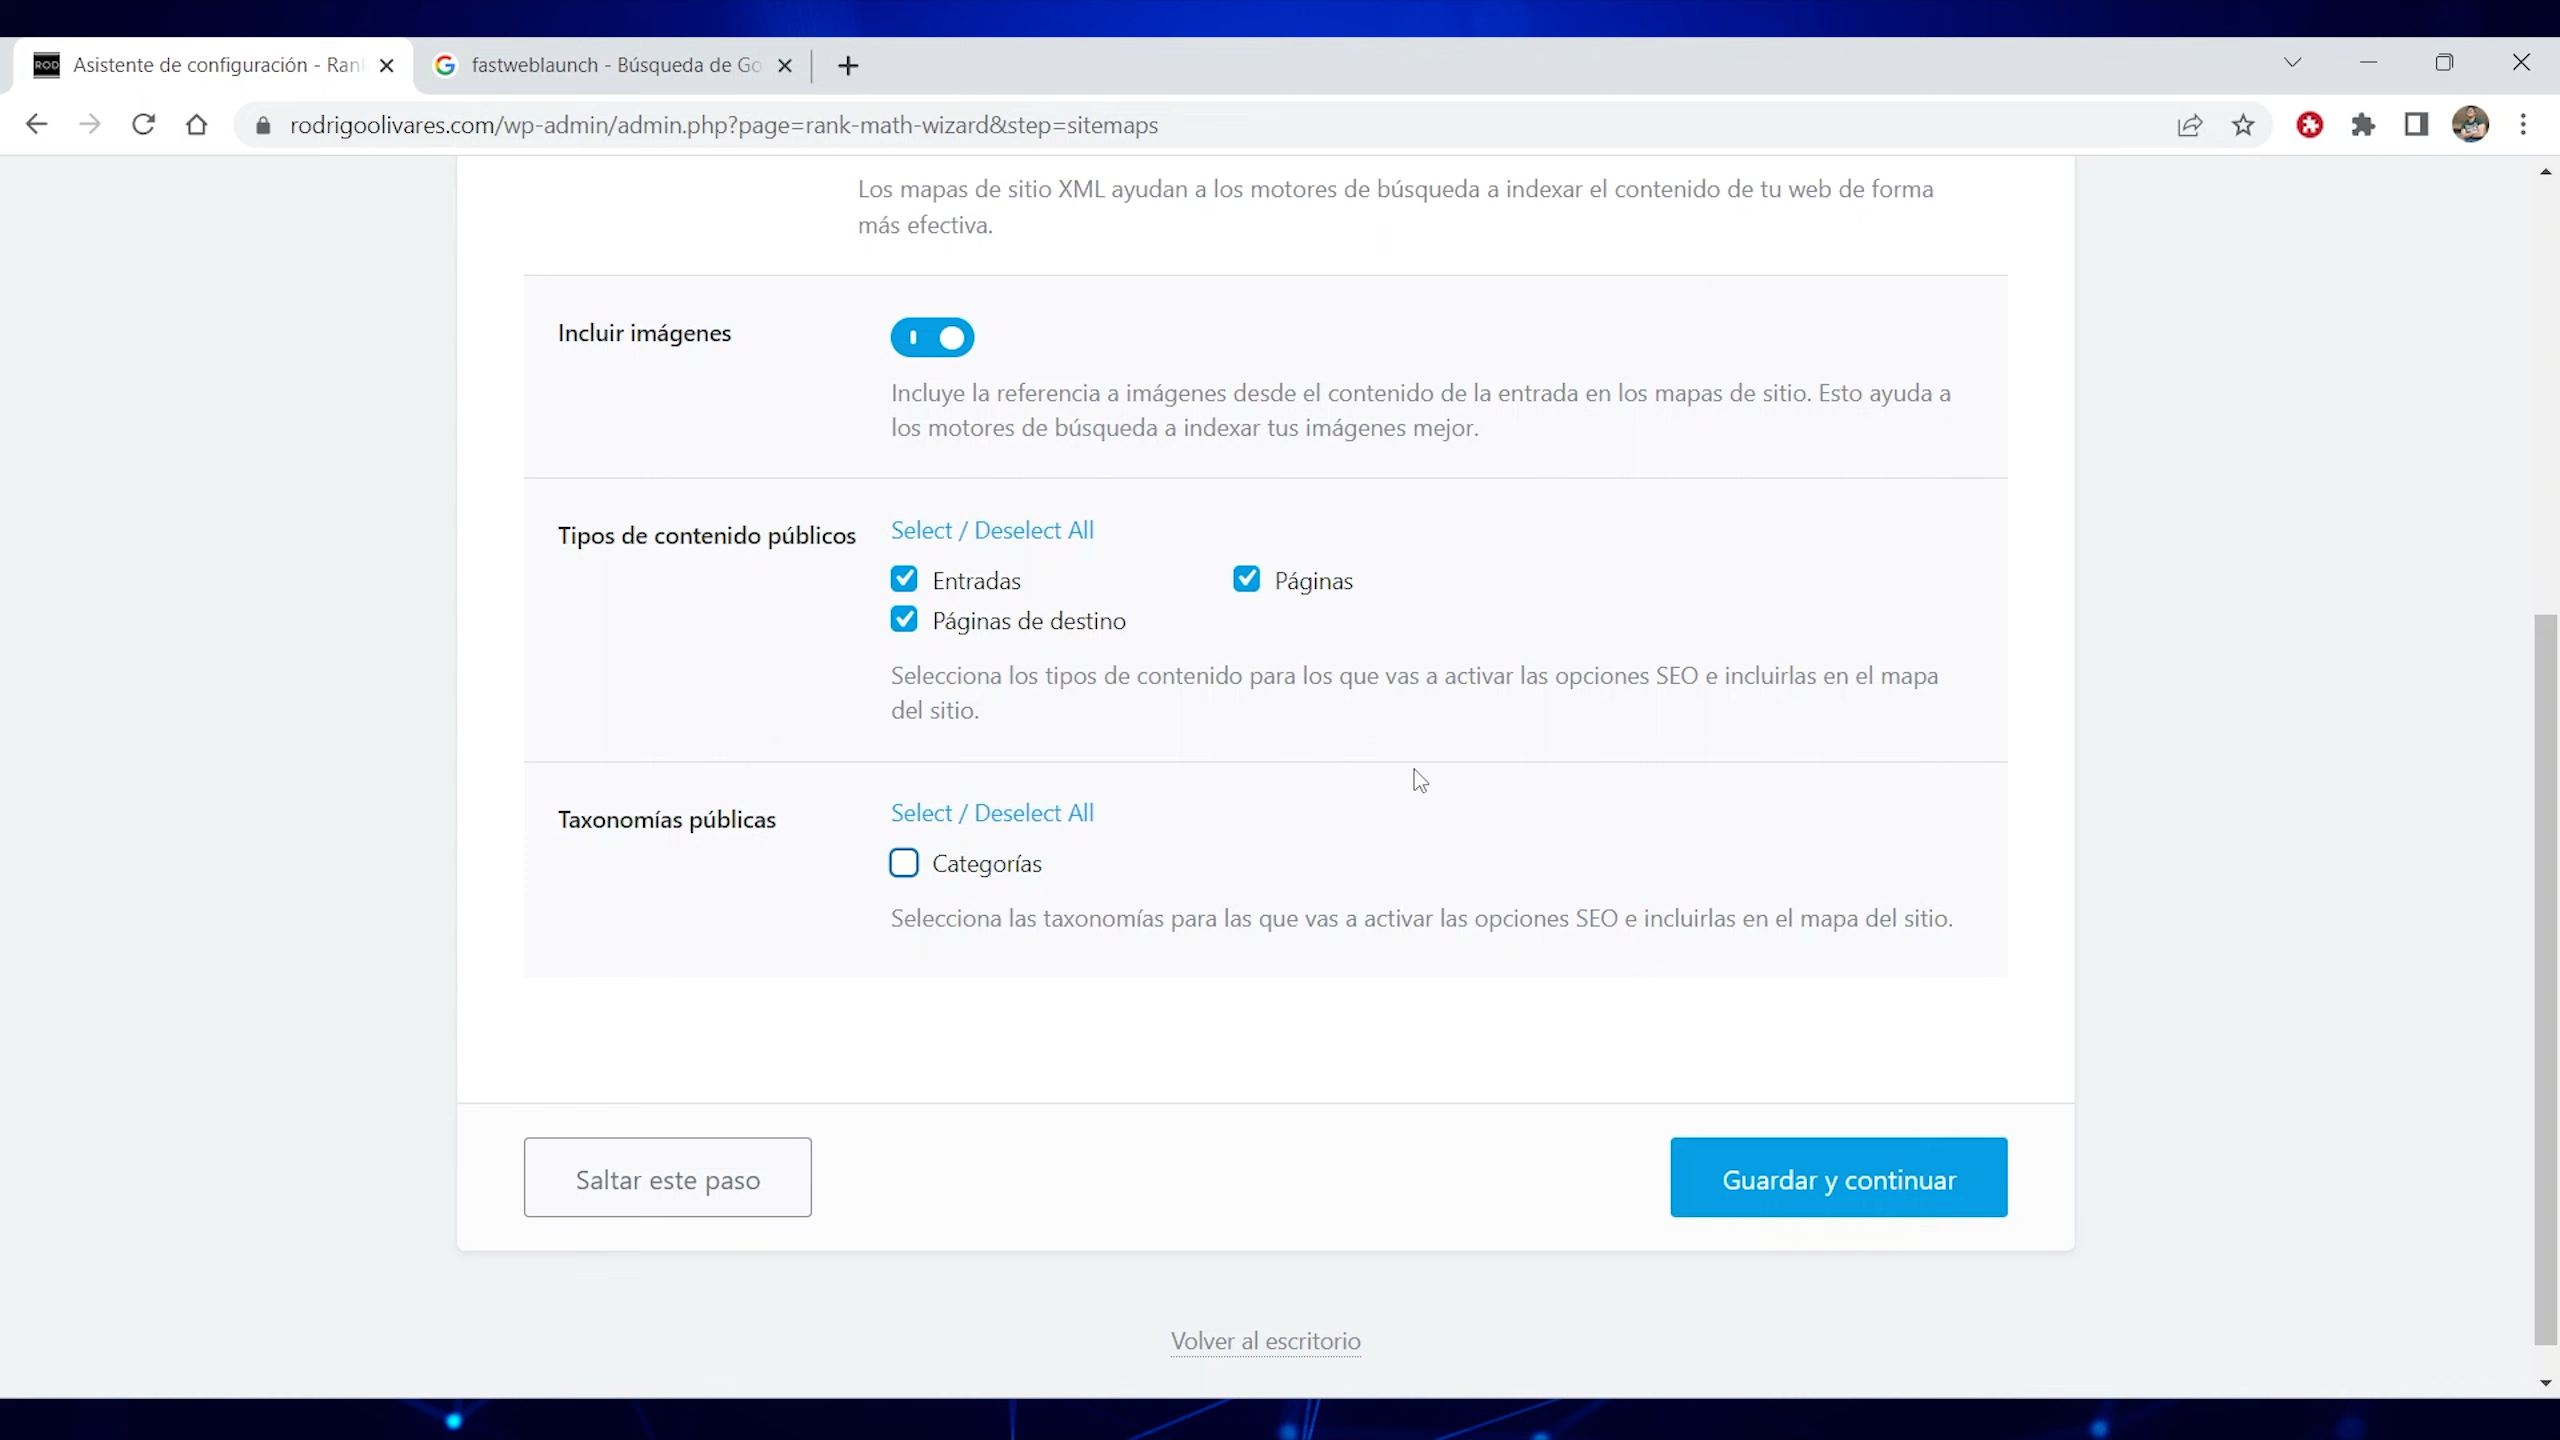 ROD Asistente de configuración - Ran
fastweblaunch - Búsqueda de Go
rodrigoolivares.com/wp-admin/admin.php?page=rank-math-wizard&step=sitemaps
Los mapas de sitio XML ayudan a los motores de búsqueda a indexar el contenido de tu web de forma
más efectiva.
Incluir imágenes
Incluye la referencia a imágenes desde el contenido de la entrada en los mapas de sitio. Esto ayuda a
los motores de búsqueda a indexar tus imágenes mejor.
Tipos de contenido públicos
Select / Deselect All
Entradas
Páginas
Páginas de destino
Selecciona los tipos de contenido para los que vas a activar las opciones SEO e incluirlas en el mapa
del sitio.
Taxonomías públicas
Select / Deselect All
Categorías
Selecciona las taxonomías para las que vas a activar las opciones SEO e incluirlas en el mapa del sitio.
Saltar este paso
Guardar y continuar
Volver al escritorio